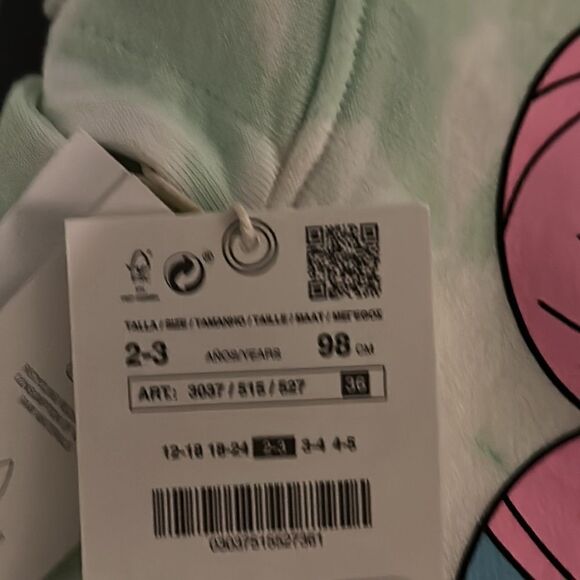 TALLA / SIZE / TAMANHO / TAILLE / MAAT / ΜΕΓΕΘΟΣ
2-3 AÑOS/YEARS 98 CM
ART: 3037 / 515 / 527 36
12-18 18-24 2-3 3-4 4-5
03037515527361